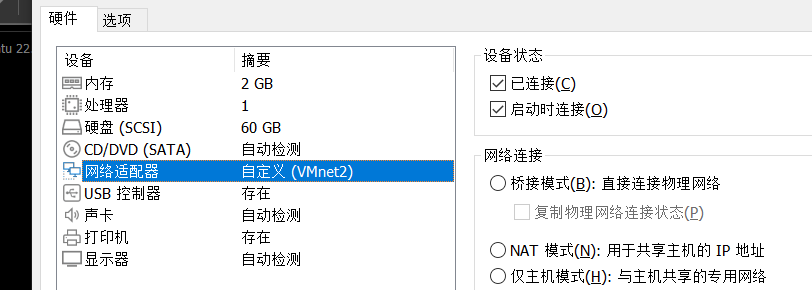 硬件 选项
tu 22
设备 摘要
内存 2 GB
处理器 1
硬盘 (SCSI) 60 GB
CD/DVD (SATA) 自动检测
网络适配器 自定义 (VMnet2)
USB 控制器 存在
声卡 自动检测
打印机 存在
显示器 自动检测
设备状态
已连接(C)
启动时连接(O)
网络连接
桥接模式(B): 直接连接物理网络
复制物理网络连接状态(P)
NAT 模式(N): 用于共享主机的 IP 地址
仅主机模式(H): 与主机共享的专用网络